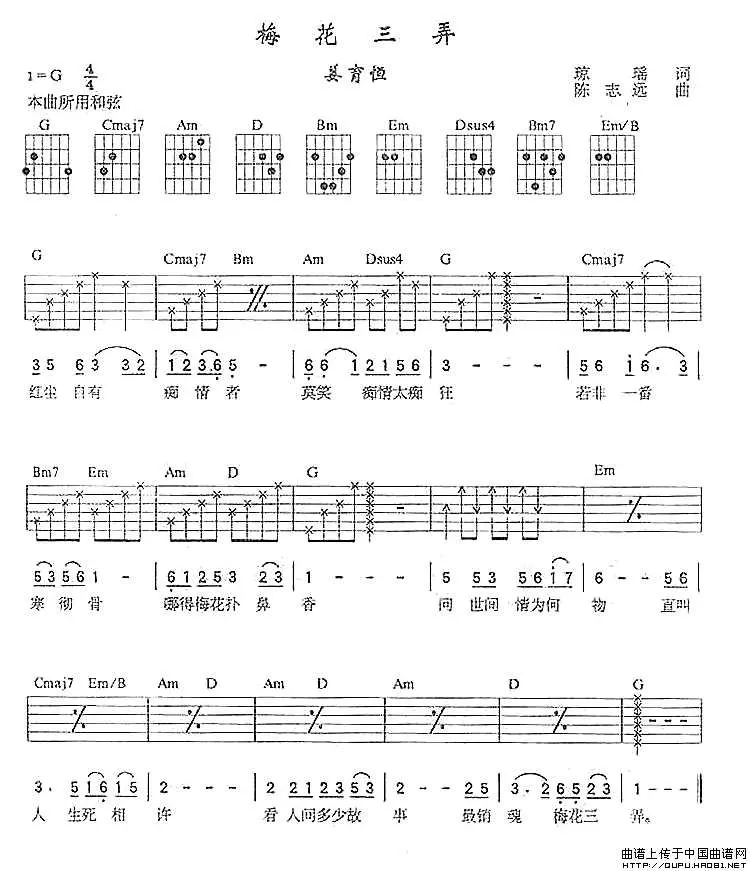 梅花三弄
1=G 4/4 姜育恒 琼瑶 词
本曲所用和弦 陈志远 曲
G Cmaj7 Am D Bm Em Dsus4 Bm7 Em/B
G Cmaj7 Bm Am Dsus4 G Cmaj7
3 5 6 3 3 2 | 1 2 3 6 5 - - | 6 6 1 2 1 5 6 | 3 - - - | 5 6 1 6 . 3 |
红尘自有 痴情者 莫笑 痴情太痴 狂 若非 一番
Bm7 Em Am D G Em
5 3 5 6 1 - - | 6 1 2 5 3 2 3 | 1 - - - | 5 5 3 5 6 1 7 | 6 - - 5 6 |
寒彻骨 哪得梅花扑鼻 香 问世间 情为何 物 直叫
Cmaj7 Em/B Am D Am D Am D G
3 . 5 1 6 1 5 | 2 - - - | 2 2 1 2 3 5 3 | 2 - - 2 5 | 3 . 2 6 5 2 3 | 1 - - - ‖
人 生死相 许 看人间多少故 事 最销 魂 梅花三 弄。
曲谱上传于中国曲谱网
HTTP://QUPU.HAO81.NET